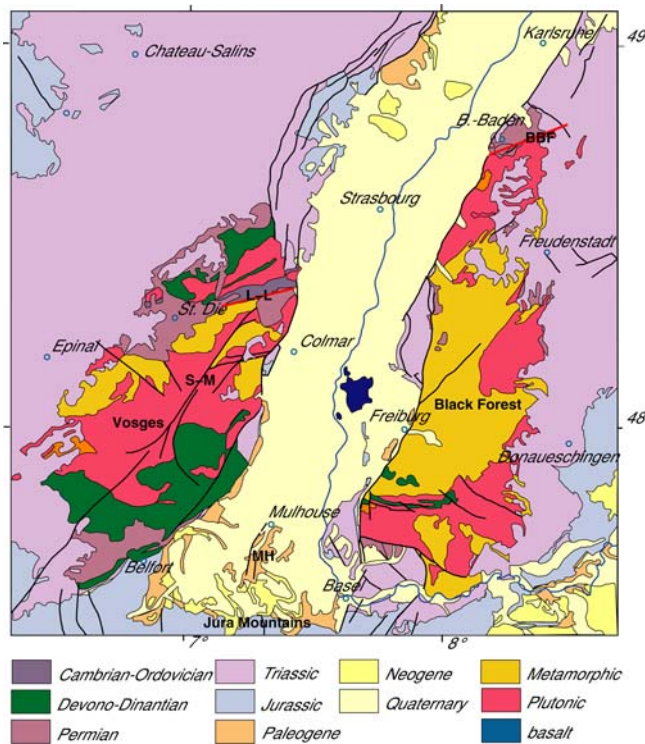 Karlsruhe
49
Chateau-Salins
B.-Baden
BBF
Strasbourg
Freudenstadt
L-L
St. Die
Epinal
Colmar
S-M
Vosges
Freiburg
Black Forest
48
Donaueschingen
Mulhouse
MH
Belfort
Basel
Jura Mountains
7°
8°
Cambrian-Ordovician
Triassic
Neogene
Metamorphic
Devono-Dinantian
Jurassic
Quaternary
Plutonic
Permian
Paleogene
basalt